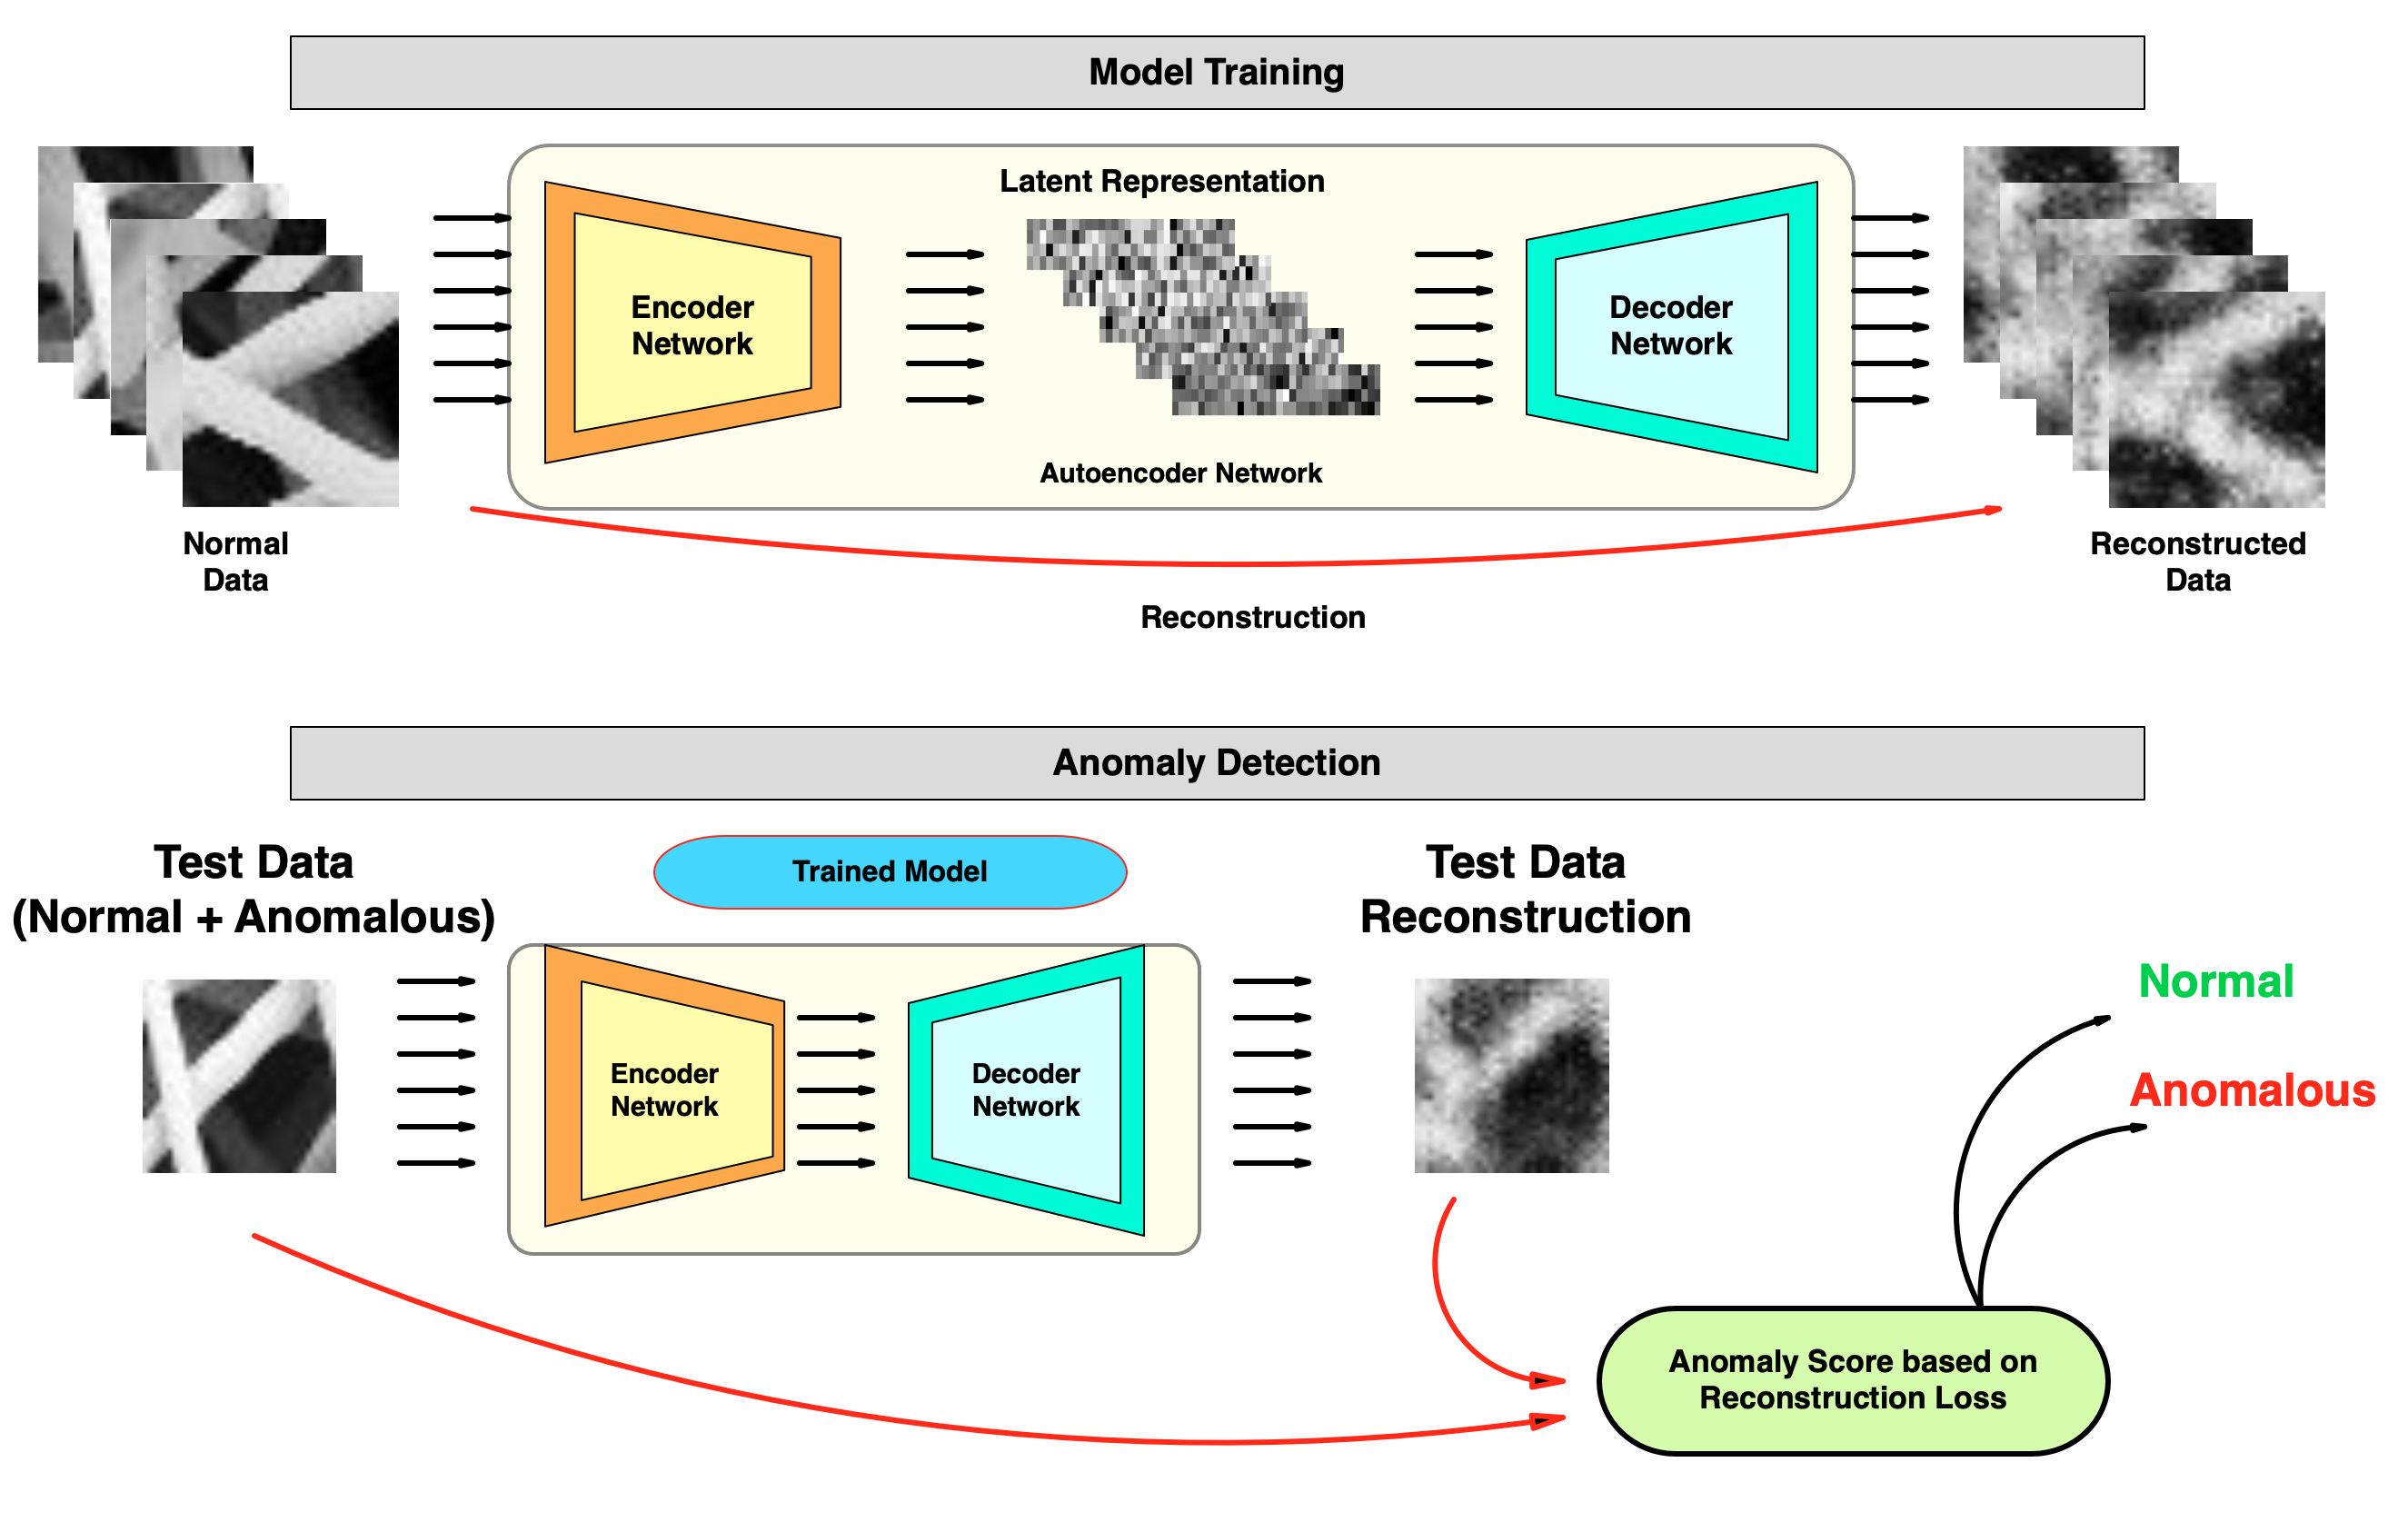 Model Training
Latent Representation
Encoder
Network
Decoder
Network
Autoencoder Network
Normal
Data
Reconstructed
Data
Reconstruction
Anomaly Detection
Test Data
(Normal + Anomalous)
Trained Model
Test Data
Reconstruction
Encoder
Network
Decoder
Network
Normal
Anomalous
Anomaly Score based on
Reconstruction Loss